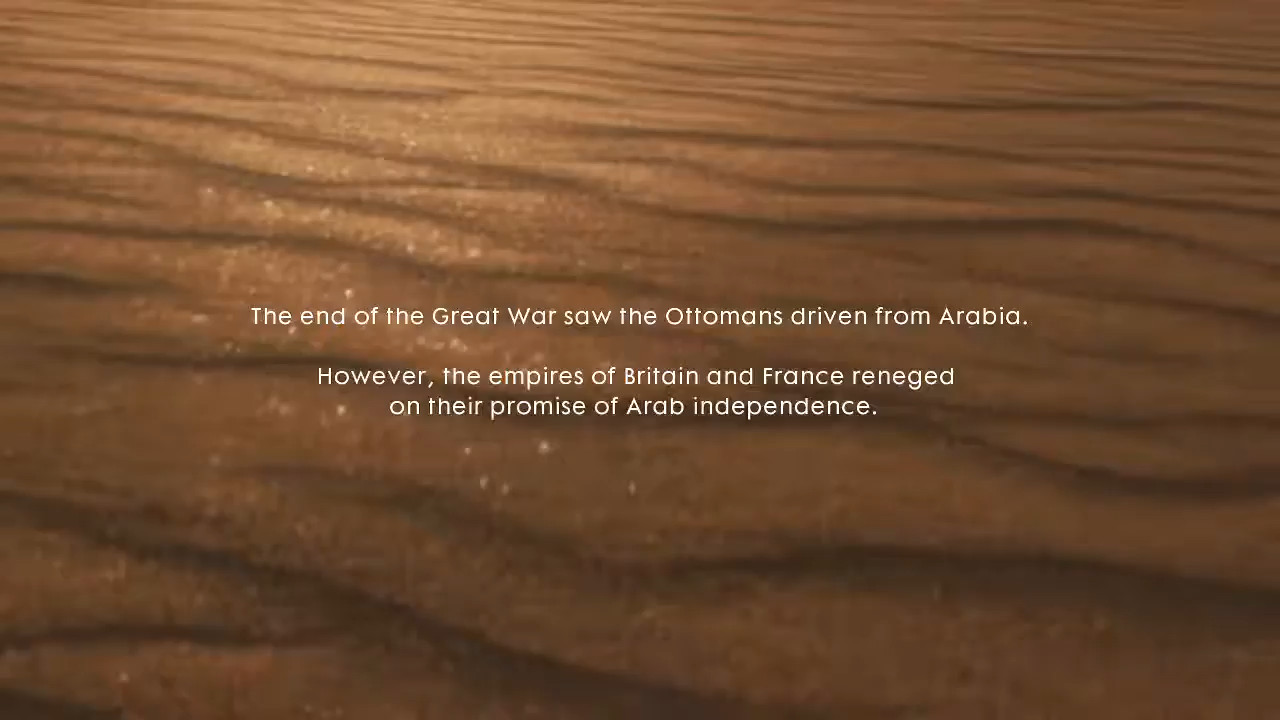 The end of the Great War saw the Ottomans driven from Arabia.
However, the empires of Britain and France reneged
on their promise of Arab independence.